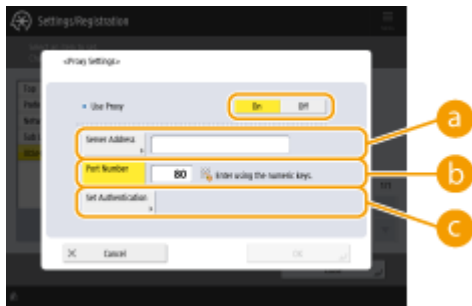 Settings/Registration
<Proxy Settings>
Use Proxy
On
Off
a
Server Address
Port Number
80
Enter using the numeric keys.
b
Set Authentication
c
Cancel
OK